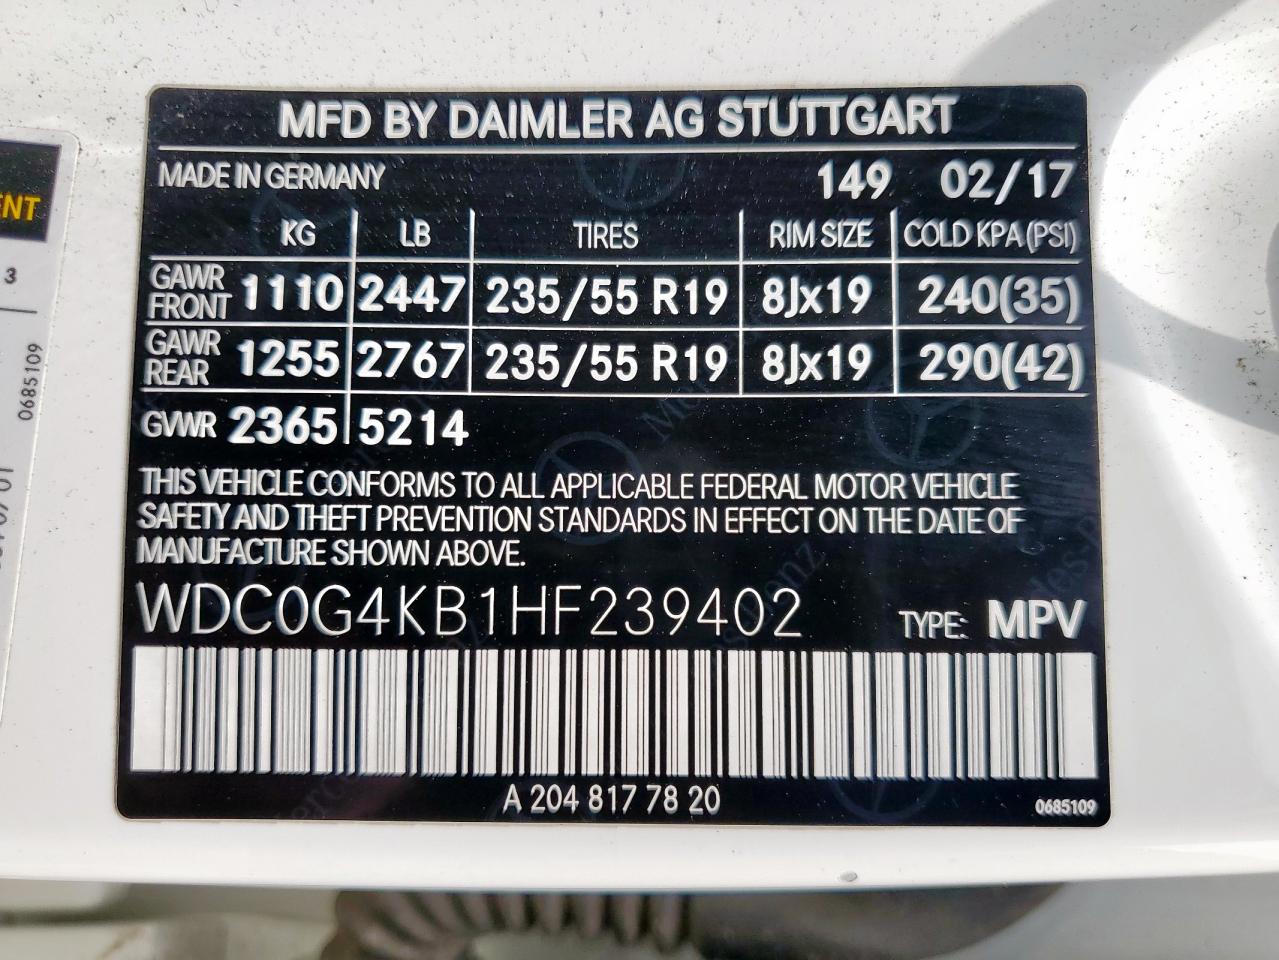 MFD BY DAIMLER AG STUTTGART
MADE IN GERMANY 149 02/17
KG LB TIRES RIM SIZE COLD KPA (PSI)
GAWR FRONT 1110 2447 235/55 R19 8Jx19 240(35)
GAWR REAR 1255 2767 235/55 R19 8Jx19 290(42)
GVWR 2365 5214
THIS VEHICLE CONFORMS TO ALL APPLICABLE FEDERAL MOTOR VEHICLE
SAFETY AND THEFT PREVENTION STANDARDS IN EFFECT ON THE DATE OF
MANUFACTURE SHOWN ABOVE.
WDC0G4KB1HF239402 TYPE: MPV
A 204 817 78 20 0685109
3
0685109